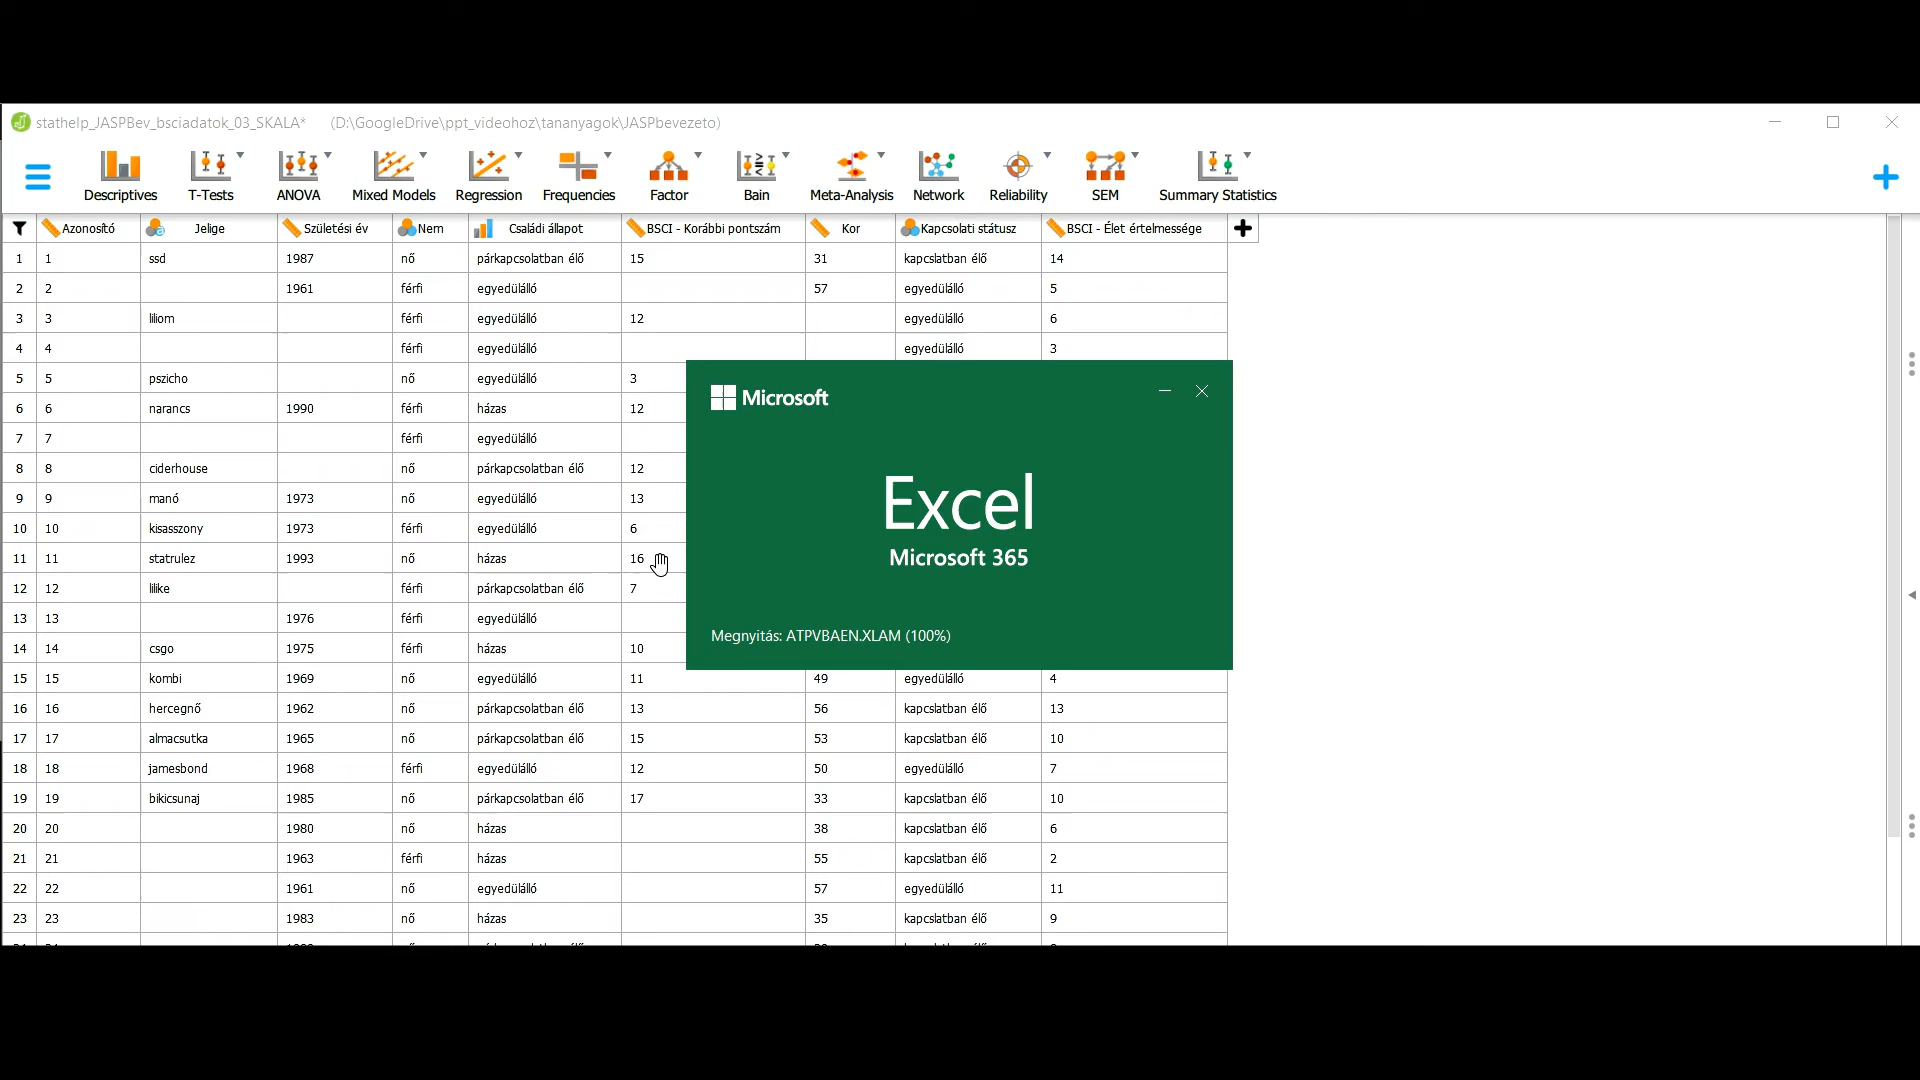 stathelp_JASPBev_bsciadatok_03_SKALA* (D:\GoogleDrive\ppt_videohoz\tananyagok\JASPbevezeto)
Descriptives T-Tests ANOVA Mixed Models Regression Frequencies Factor Bain Meta-Analysis Network Reliability SEM Summary Statistics
Azonosító Jelige Születési év Nem Családi állapot BSCI - Korábbi pontszám Kor Kapcsolati státusz BSCI - Élet értelmessége
1 1 ssd 1987 nő párkapcsolatban élő 15 31 kapcslatban élő 14
2 2 1961 férfi egyedülálló 57 egyedülálló 5
3 3 liliom férfi egyedülálló 12 egyedülálló 6
4 4 férfi egyedülálló egyedülálló 3
5 5 pszicho nő egyedülálló 3
6 6 narancs 1990 férfi házas 12
7 7 férfi egyedülálló
8 8 ciderhouse nő párkapcsolatban élő 12
9 9 manó 1973 nő egyedülálló 13
10 10 kisasszony 1973 férfi egyedülálló 6
11 11 statrulez 1993 nő házas 16
12 12 lilike férfi párkapcsolatban élő 7
13 13 1976 férfi egyedülálló
14 14 csgo 1975 férfi házas 10
Microsoft
Excel
Microsoft 365
Megnyitás: ATPVBAEN.XLAM (100%)
15 15 kombi 1969 nő egyedülálló 11 49 egyedülálló 4
16 16 hercegnő 1962 nő párkapcsolatban élő 13 56 kapcslatban élő 13
17 17 almacsutka 1965 nő párkapcsolatban élő 15 53 kapcslatban élő 10
18 18 jamesbond 1968 férfi egyedülálló 12 50 egyedülálló 7
19 19 bikicsunaj 1985 nő párkapcsolatban élő 17 33 kapcslatban élő 10
20 20 1980 nő házas 38 kapcslatban élő 6
21 21 1963 férfi házas 55 kapcslatban élő 2
22 22 1961 nő egyedülálló 57 egyedülálló 11
23 23 1983 nő házas 35 kapcslatban élő 9